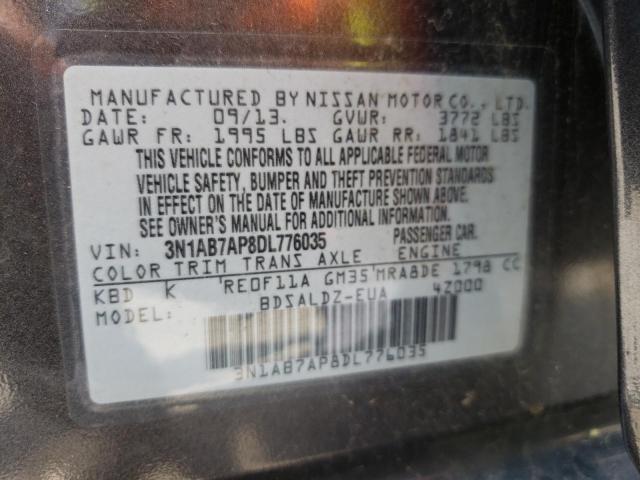 MANUFACTURED BY NISSAN MOTOR CO., LTD.
DATE: 09/13. GVWR: 3772 LBS
GAWR FR: 1995 LBS GAWR RR: 1841 LBS
THIS VEHICLE CONFORMS TO ALL APPLICABLE FEDERAL MOTOR
VEHICLE SAFETY, BUMPER AND THEFT PREVENTION STANDARDS
IN EFFECT ON THE DATE OF MANUFACTURE SHOWN ABOVE.
SEE OWNER'S MANUAL FOR ADDITIONAL INFORMATION.
VIN: 3N1AB7AP8DL776035 PASSENGER CAR.
COLOR TRIM TRANS AXLE ENGINE
KBD K 'RE0F11A GM35'MRA8DE 1798 CC
MODEL: BDSALDZ-EUA 4Z000
3N1AB7AP8DL776035